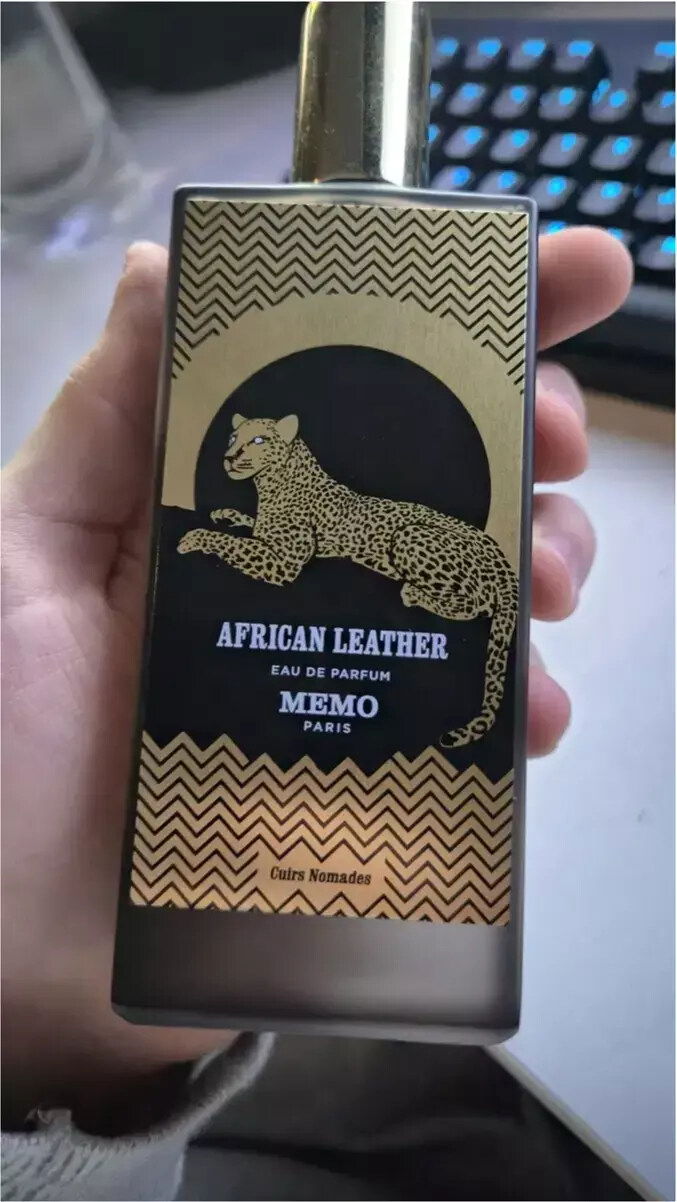 AFRICAN LEATHER
EAU DE PARFUM
MEMO
PARIS
Cuirs Nomades